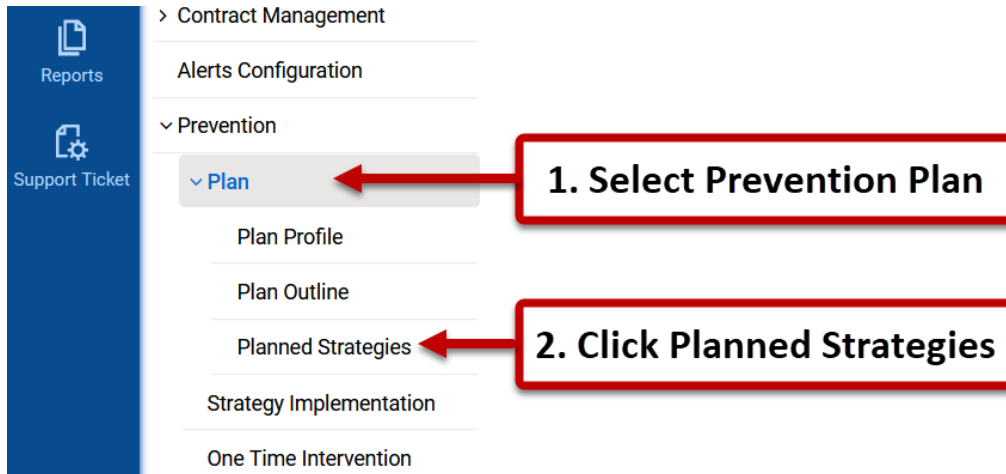 Contract Management
Reports
Alerts Configuration
Prevention
Support Ticket
Plan
1. Select Prevention Plan
Plan Profile
Plan Outline
Planned Strategies
2. Click Planned Strategies
Strategy Implementation
One Time Intervention